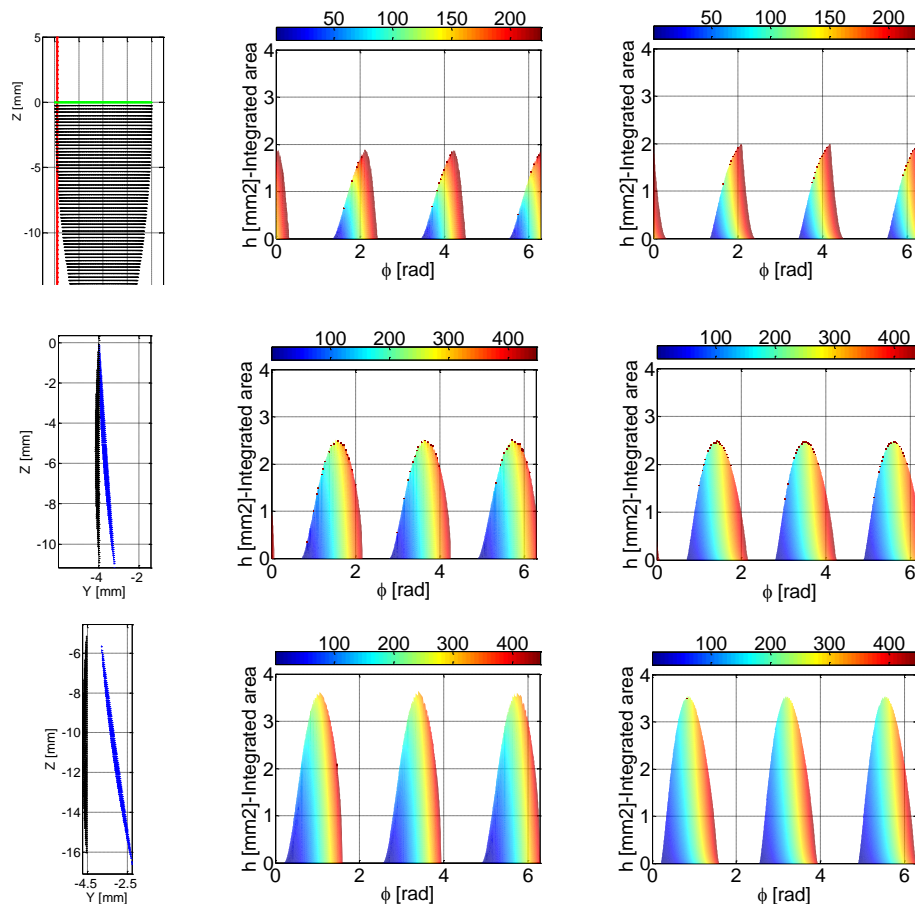 50 100 150 200
50 100 150 200
Z [mm]
5
0
-5
-10
h [mm2]-Integrated area
4
3
2
1
0
0 2 4 6
ϕ [rad]
h [mm2]-Integrated area
4
3
2
1
0
0 2 4 6
ϕ [rad]
100 200 300 400
100 200 300 400
Z [mm]
0
-2
-4
-6
-8
-10
-4 -2
Y [mm]
h [mm2]-Integrated area
4
3
2
1
0
0 2 4 6
ϕ [rad]
h [mm2]-Integrated area
4
3
2
1
0
0 2 4 6
ϕ [rad]
100 200 300 400
100 200 300 400
Z [mm]
-6
-8
-10
-12
-14
-16
-4.5 -2.5
Y [mm]
h [mm2]-Integrated area
4
3
2
1
0
0 2 4 6
ϕ [rad]
h [mm2]-Integrated area
4
3
2
1
0
0 2 4 6
ϕ [rad]